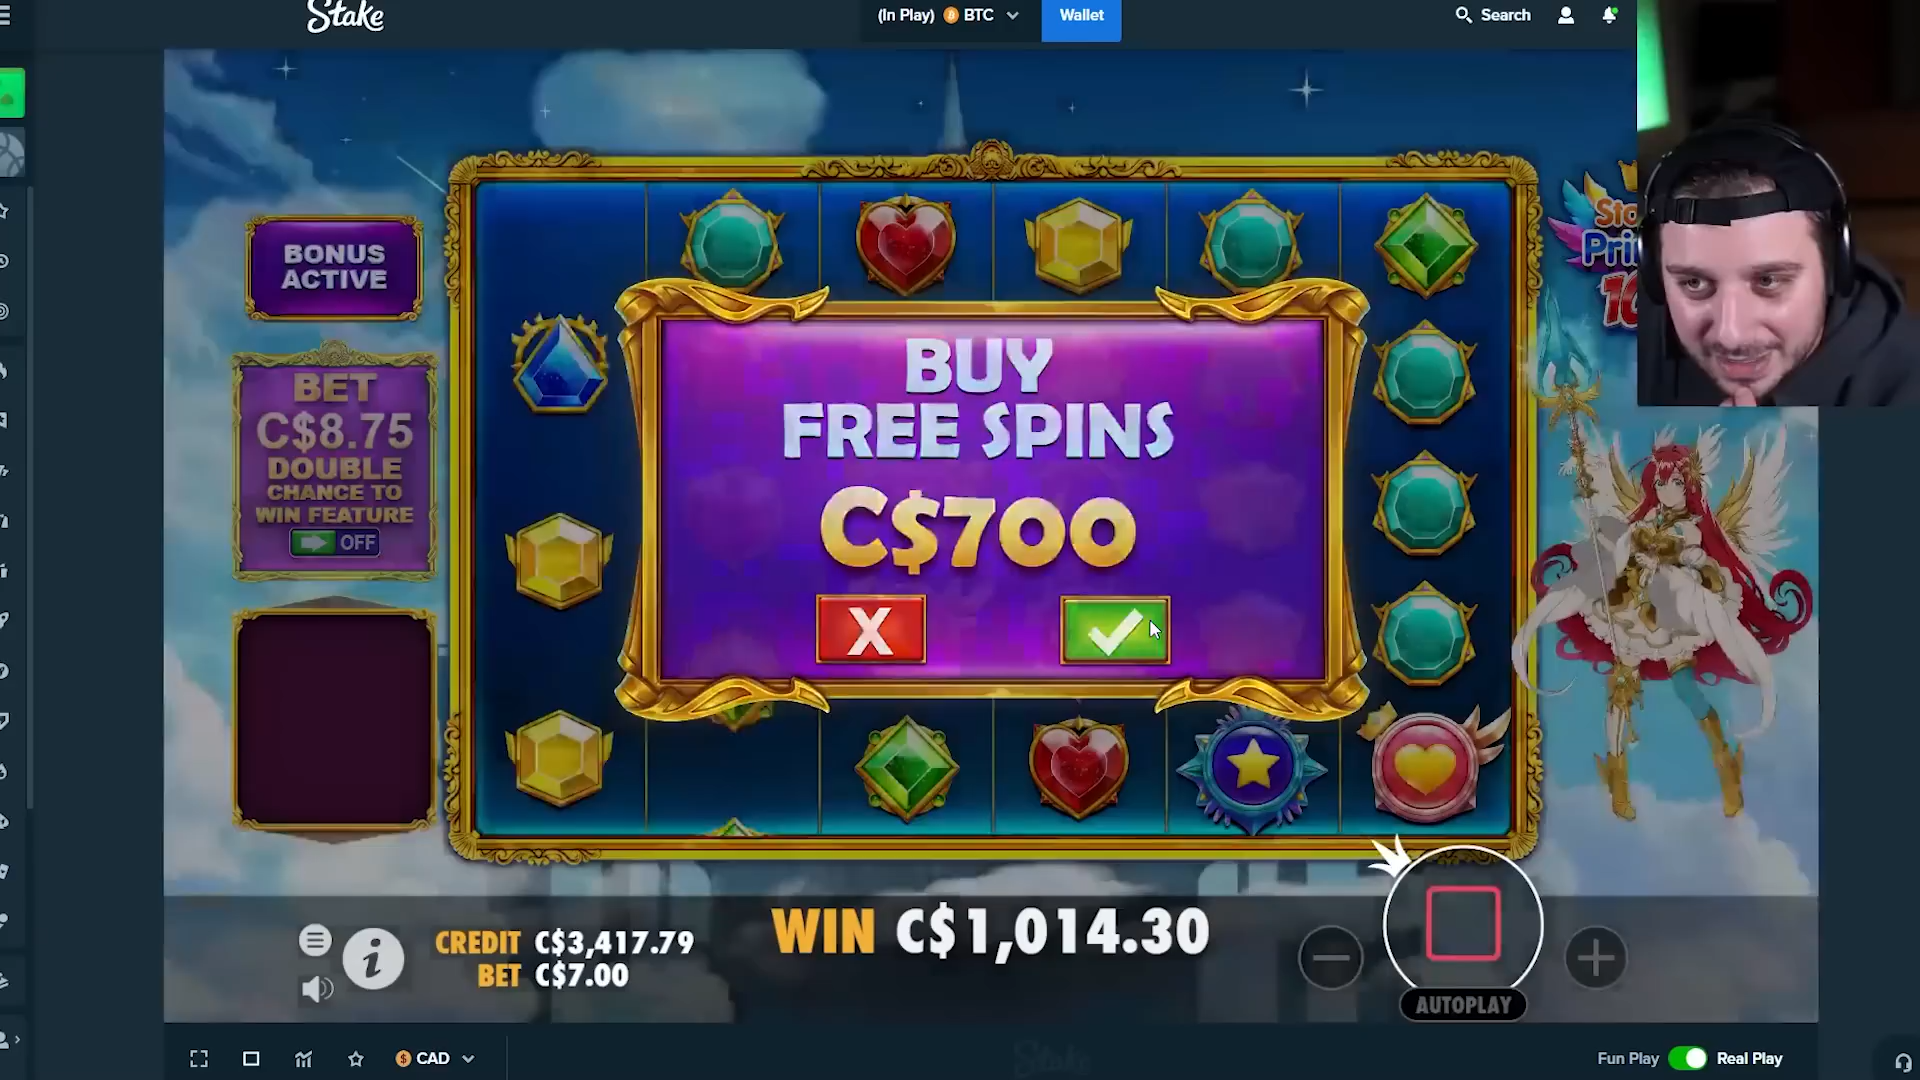 Stake
(In Play) BTC
Wallet
Search
BONUS
ACTIVE
BET
C$8.75
DOUBLE
CHANCE TO
WIN FEATURE
OFF
BUY
FREE SPINS
C$700
X
CREDIT C$3,417.79
BET C$7.00
WIN C$1,014.30
AUTOPLAY
CAD
Stake
Fun Play
Real Play